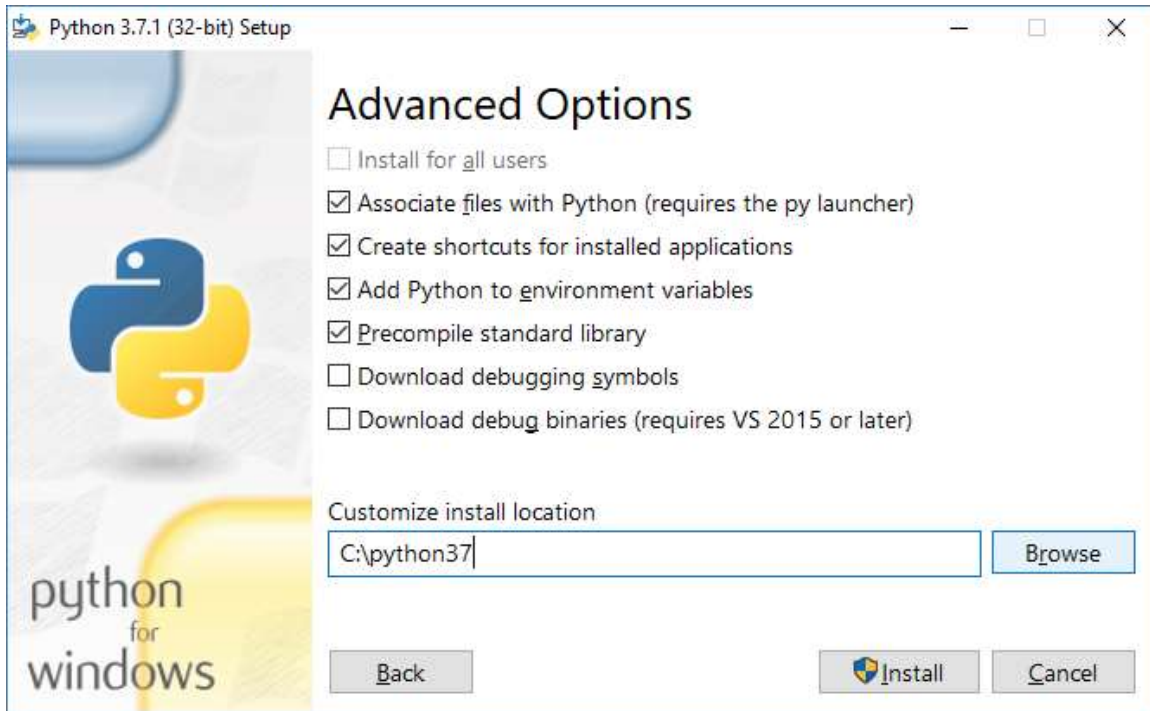 Python 3.7.1 (32-bit) Setup
Advanced Options
Install for all users
Associate files with Python (requires the py launcher)
Create shortcuts for installed applications
Add Python to environment variables
Precompile standard library
Download debugging symbols
Download debug binaries (requires VS 2015 or later)
Customize install location
C:\python37
Browse
python
for
windows
Back
Install
Cancel